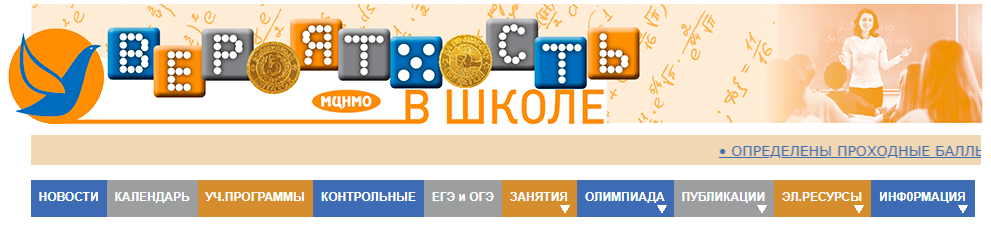 ВЕРОЯТНОСТЬ
МЦНМО
В ШКОЛЕ
• ОПРЕДЕЛЕНЫ ПРОХОДНЫЕ БАЛЛЫ
НОВОСТИ КАЛЕНДАРЬ УЧ.ПРОГРАММЫ КОНТРОЛЬНЫЕ ЕГЭ и ОГЭ ЗАНЯТИЯ ОЛИМПИАДА ПУБЛИКАЦИИ ЭЛ.РЕСУРСЫ ИНФОРМАЦИЯ